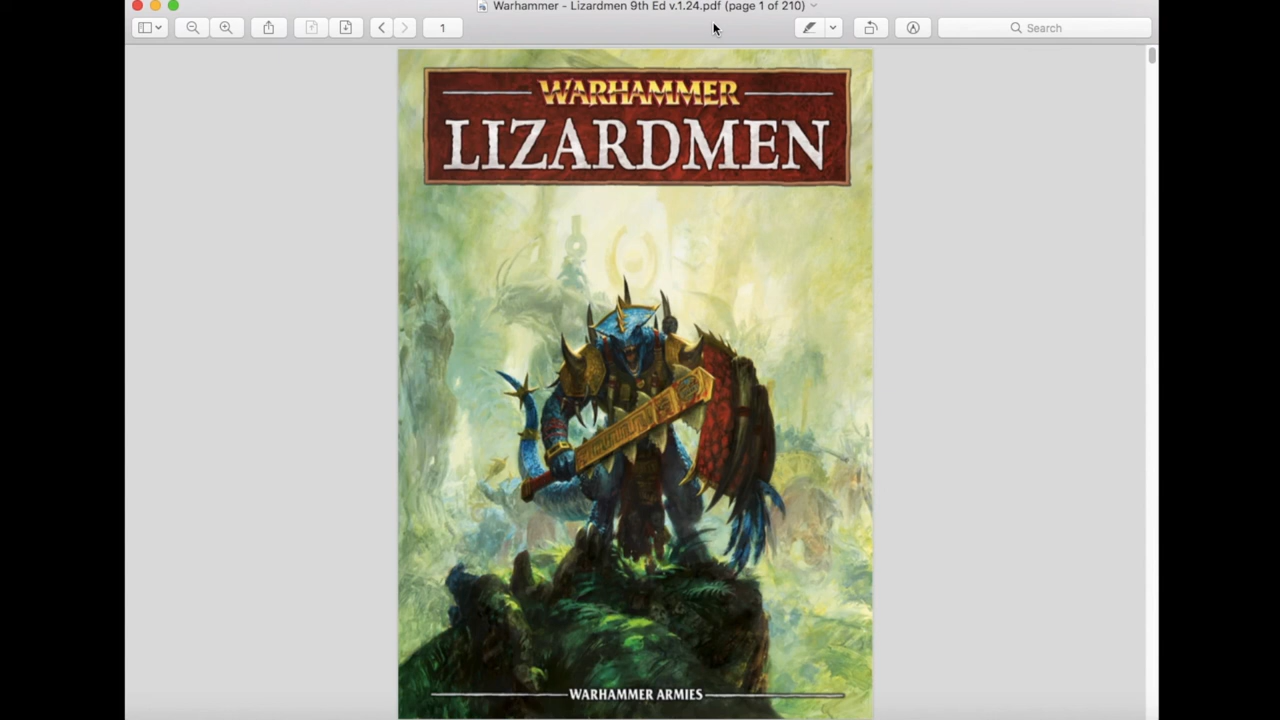 Warhammer - Lizardmen 9th Ed v.1.24.pdf (page 1 of 210)
1
Search
WARHAMMER
LIZARDMEN
WARHAMMER ARMIES